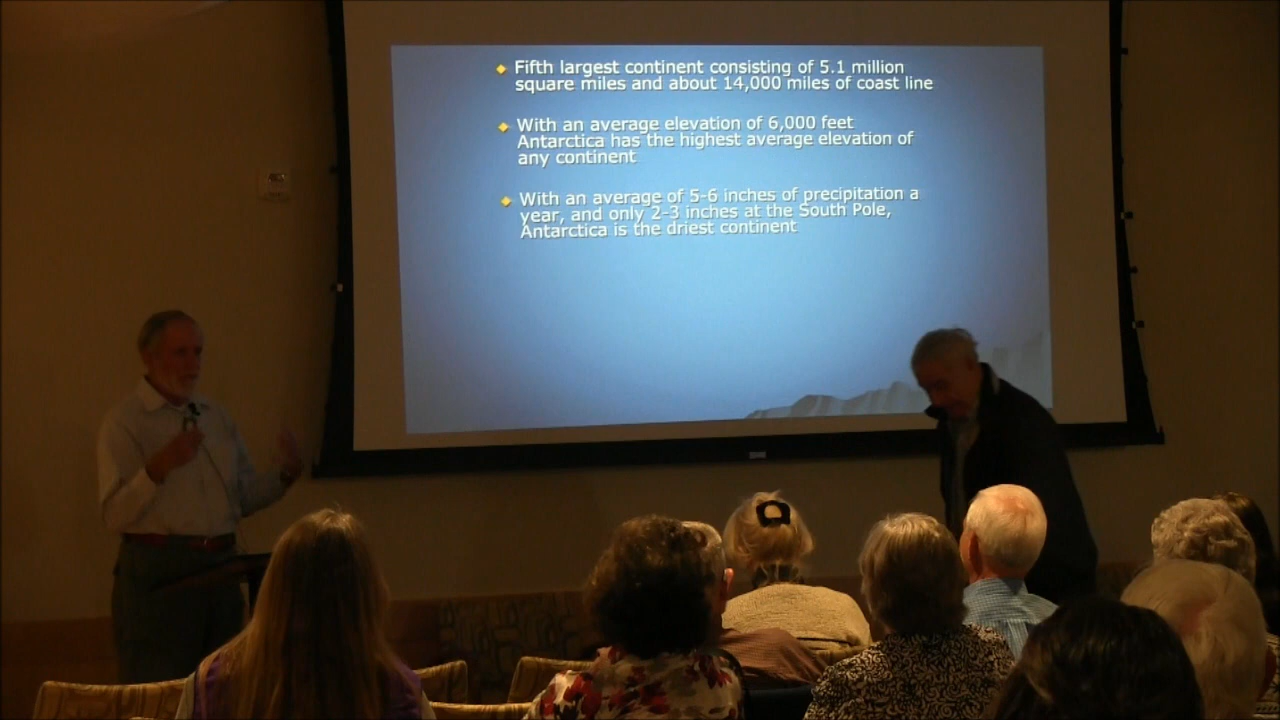 Fifth largest continent consisting of 5.1 million
square miles and about 14,000 miles of coast line
With an average elevation of 6,000 feet
Antarctica has the highest average elevation of
any continent
With an average of 5-6 inches of precipitation a
year, and only 2-3 inches at the South Pole,
Antarctica is the driest continent